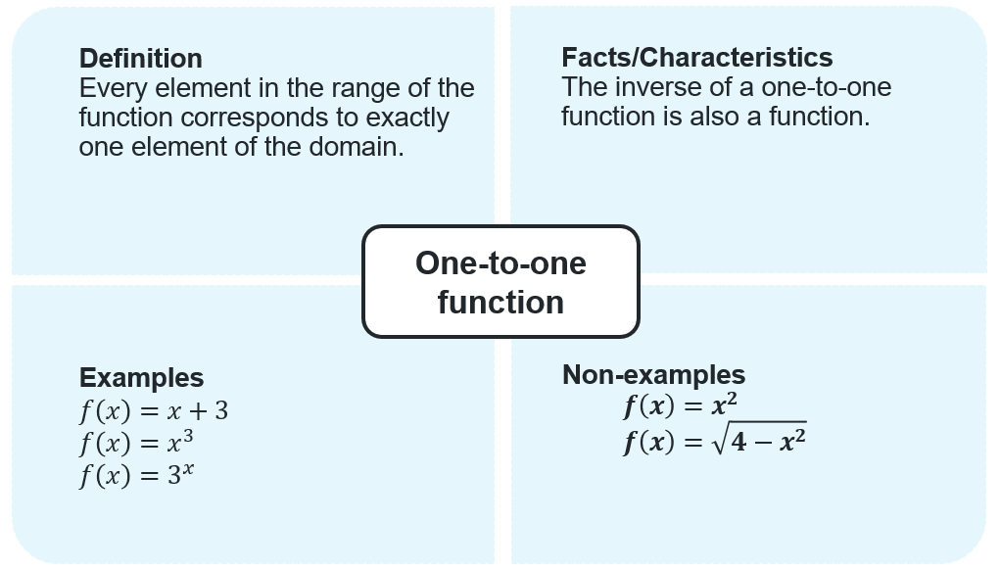 Definition
Every element in the range of the
function corresponds to exactly
one element of the domain.
Facts/Characteristics
The inverse of a one-to-one
function is also a function.
One-to-one
function
Examples
f(x) = x + 3
f(x) = x³
f(x) = 3ˣ
Non-examples
f(x) = x²
f(x) = √(4 − x²)